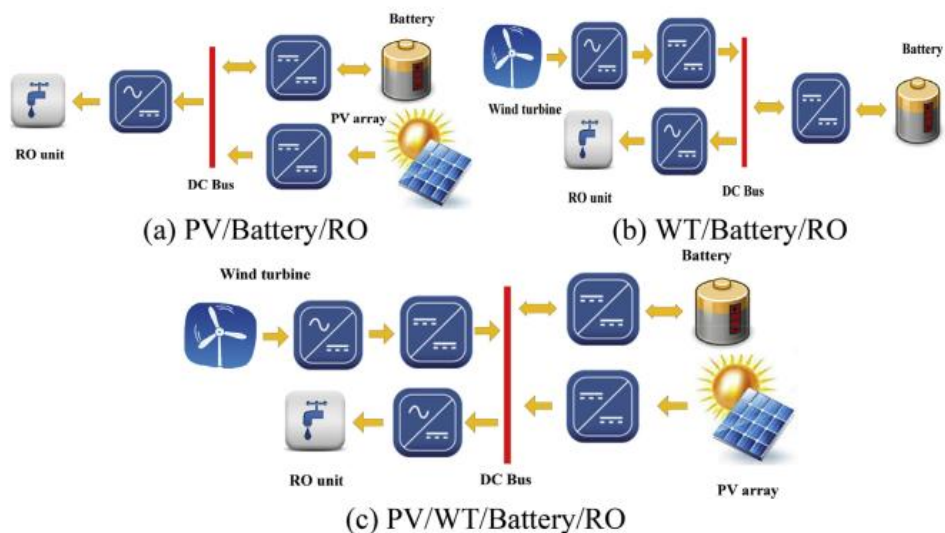 Battery
PV array
RO unit
DC Bus
(a) PV/Battery/RO
Wind turbine
Battery
RO unit
DC Bus
(b) WT/Battery/RO
Wind turbine
Battery
RO unit
DC Bus
PV array
(c) PV/WT/Battery/RO